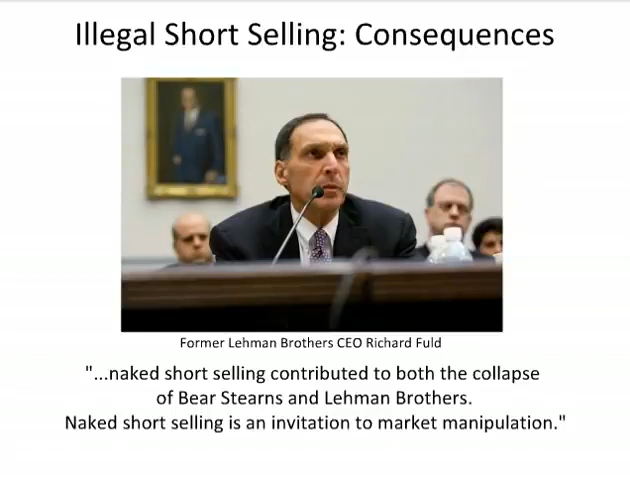 Illegal Short Selling: Consequences
Former Lehman Brothers CEO Richard Fuld
"...naked short selling contributed to both the collapse
of Bear Stearns and Lehman Brothers.
Naked short selling is an invitation to market manipulation."